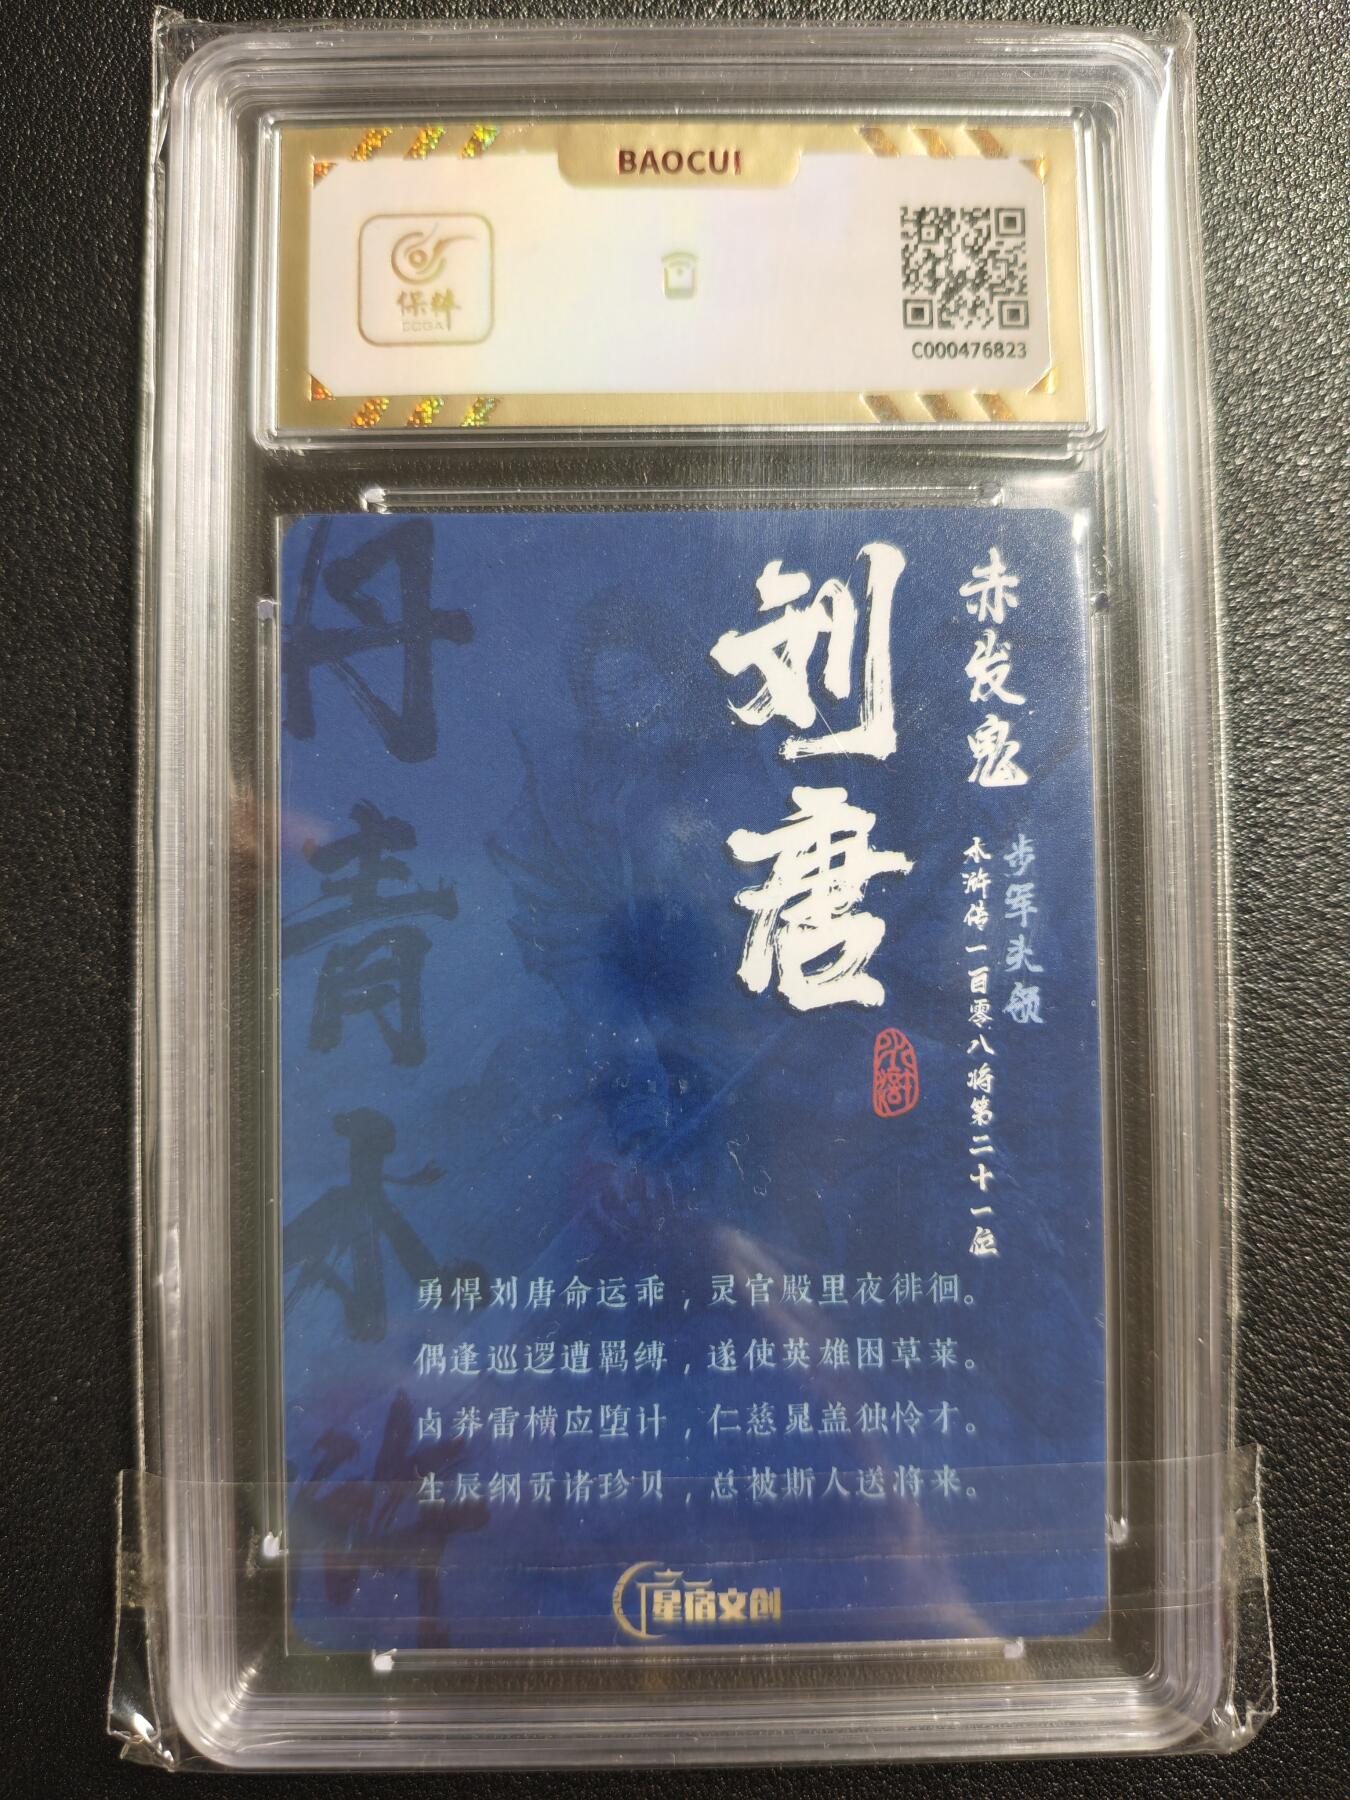 BAOCUI
保粹
CCGA
C000476823
赤发鬼
刘唐
步军头领
水浒传一百零八将第二十一位
水浒
丹青水浒
勇悍刘唐命运乖，灵官殿里夜徘徊。
偶逢巡逻遭羁缚，遂使英雄困草莱。
卤莽雷横应堕计，仁慈晁盖独怜才。
生辰纲贡诸珍贝，总被斯人送将来。
星宿文创